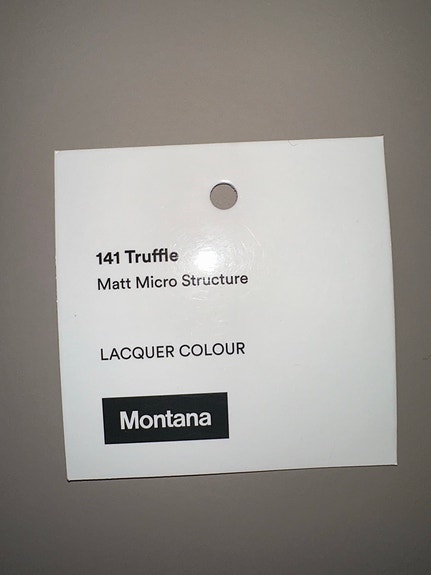 141 Truffle
Matt Micro Structure
LACQUER COLOUR
Montana